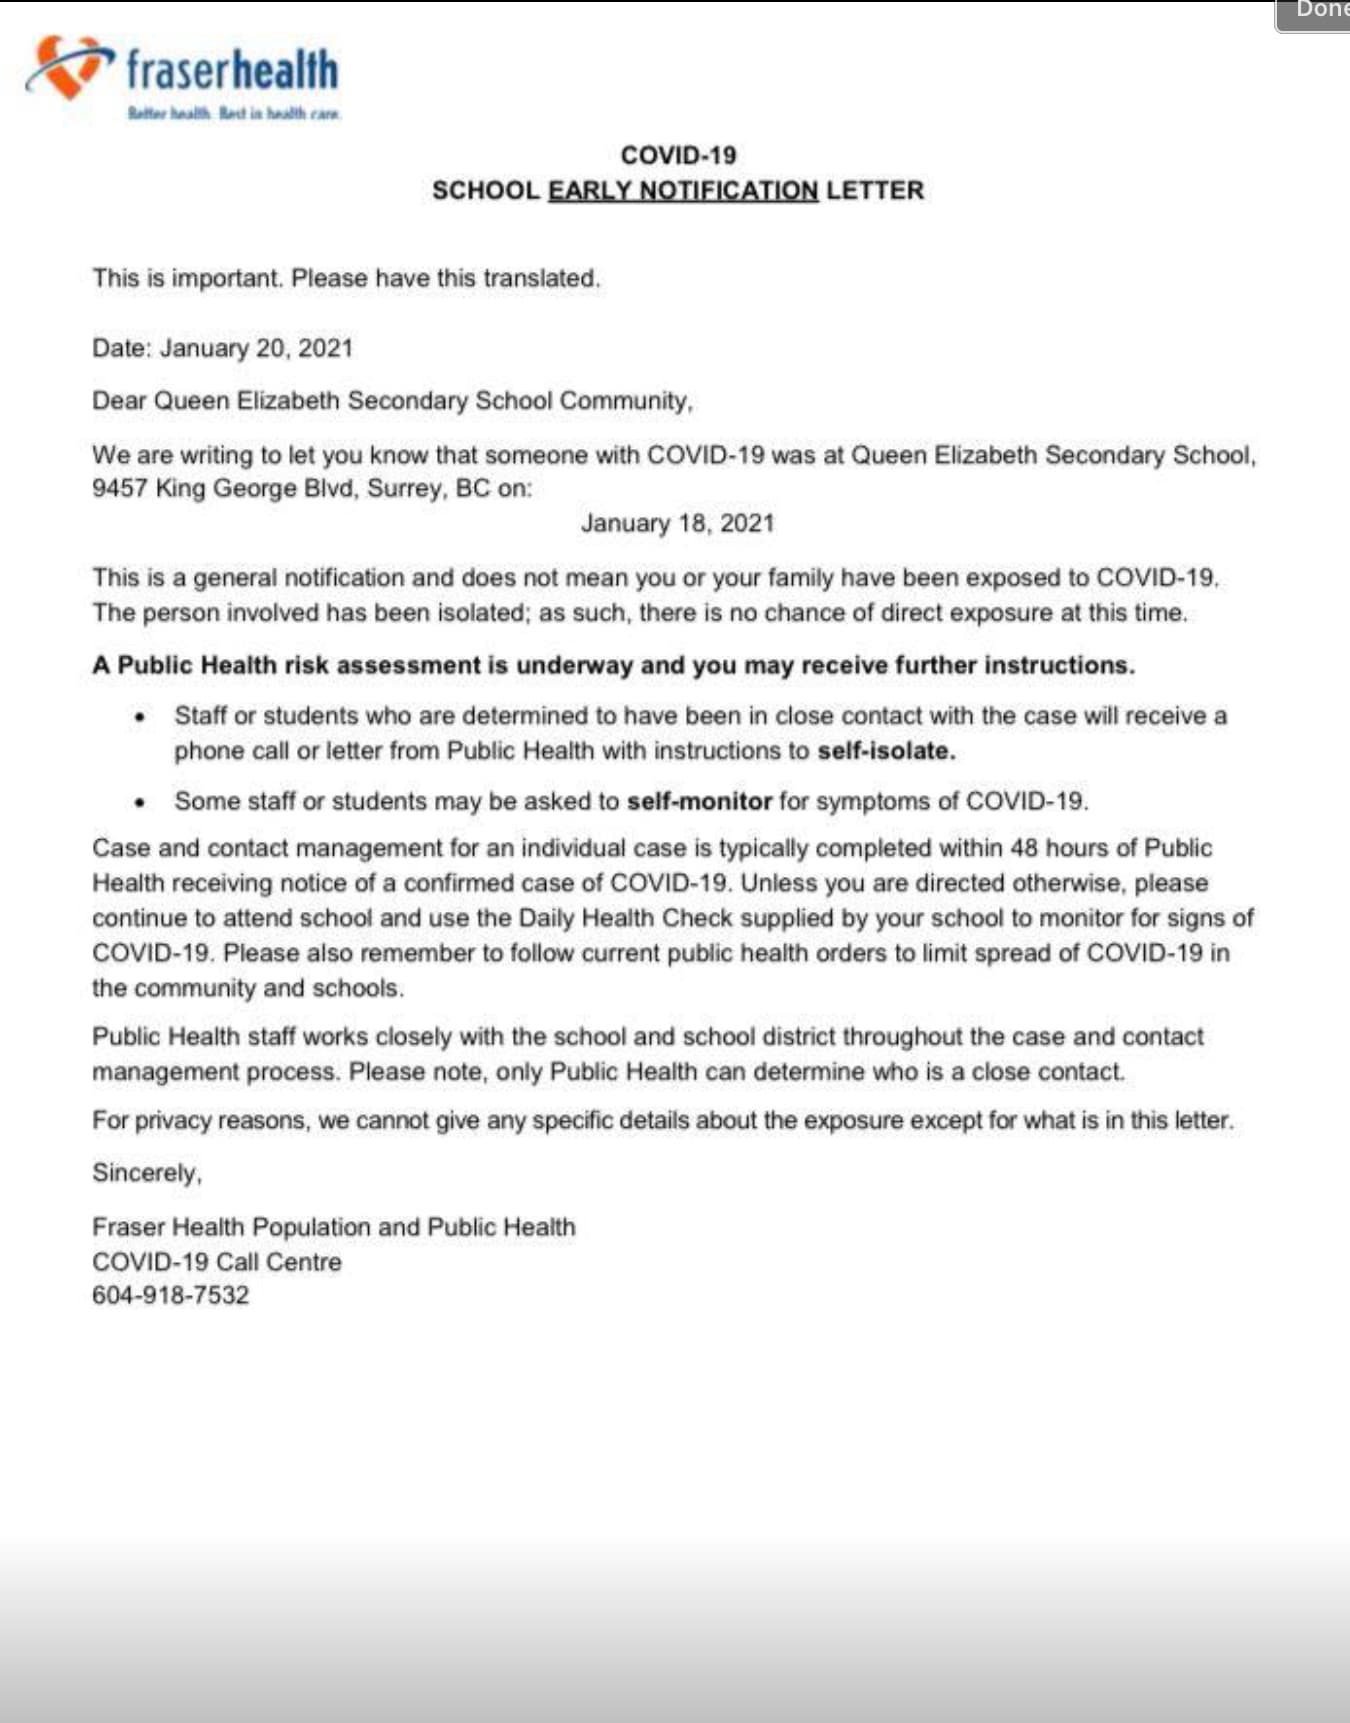 Done
fraserhealth
Better health. Best in health care.
COVID-19
SCHOOL EARLY NOTIFICATION LETTER
This is important. Please have this translated.
Date: January 20, 2021
Dear Queen Elizabeth Secondary School Community,
We are writing to let you know that someone with COVID-19 was at Queen Elizabeth Secondary School,
9457 King George Blvd, Surrey, BC on:
January 18, 2021
This is a general notification and does not mean you or your family have been exposed to COVID-19.
The person involved has been isolated; as such, there is no chance of direct exposure at this time.
A Public Health risk assessment is underway and you may receive further instructions.
• Staff or students who are determined to have been in close contact with the case will receive a
phone call or letter from Public Health with instructions to self-isolate.
• Some staff or students may be asked to self-monitor for symptoms of COVID-19.
Case and contact management for an individual case is typically completed within 48 hours of Public
Health receiving notice of a confirmed case of COVID-19. Unless you are directed otherwise, please
continue to attend school and use the Daily Health Check supplied by your school to monitor for signs of
COVID-19. Please also remember to follow current public health orders to limit spread of COVID-19 in
the community and schools.
Public Health staff works closely with the school and school district throughout the case and contact
management process. Please note, only Public Health can determine who is a close contact.
For privacy reasons, we cannot give any specific details about the exposure except for what is in this letter.
Sincerely,
Fraser Health Population and Public Health
COVID-19 Call Centre
604-918-7532